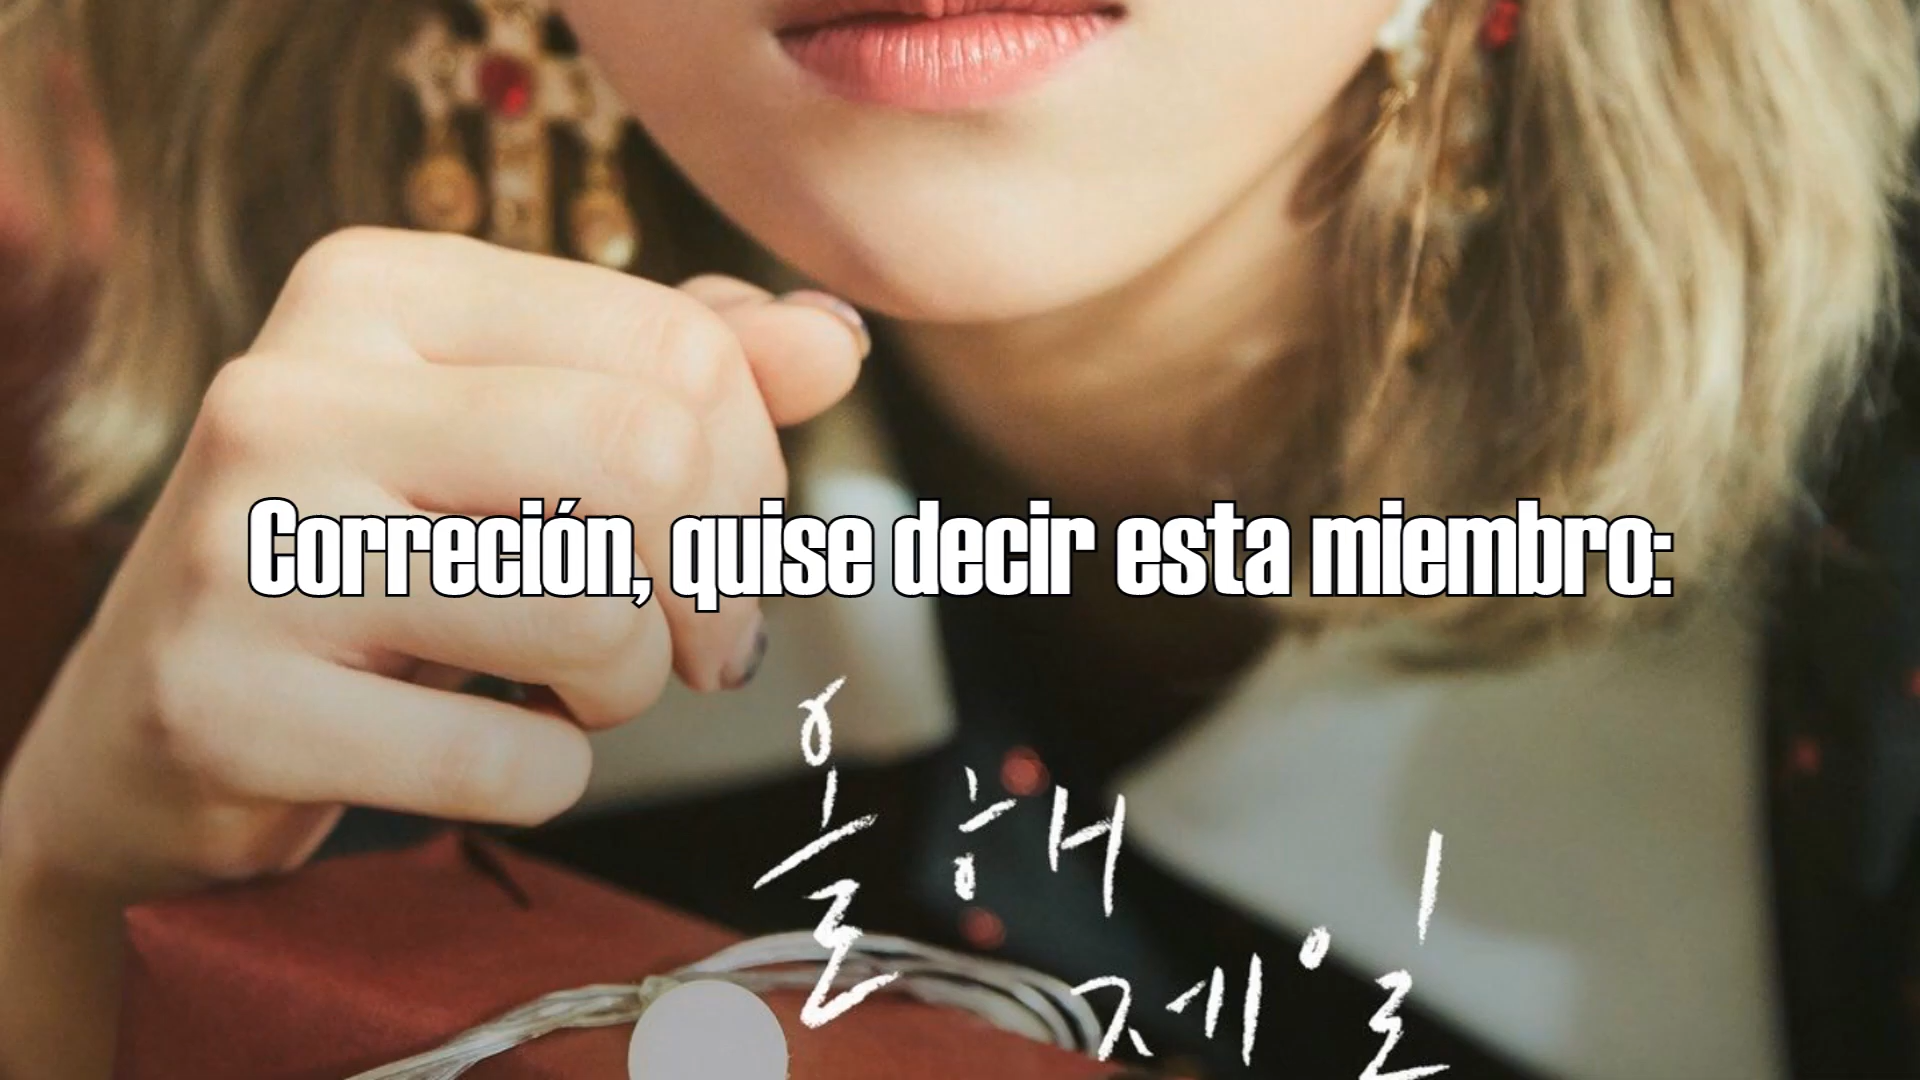 Correción, quise decir esta miembro:
올해
제일